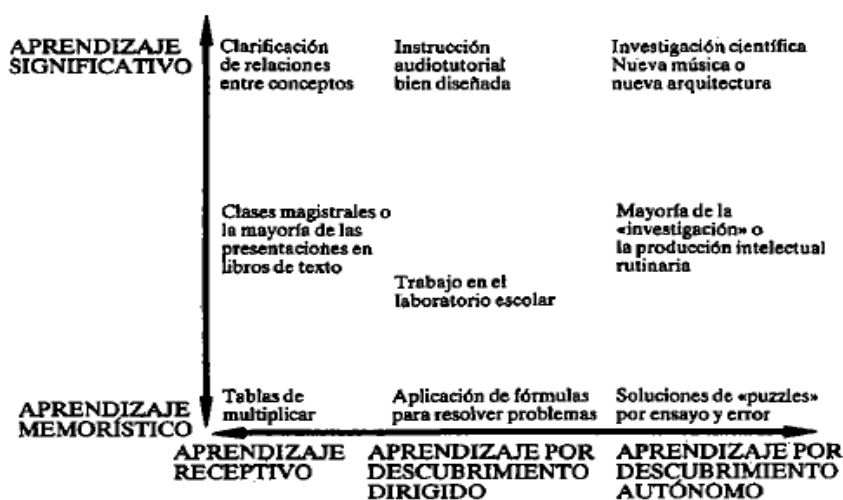 APRENDIZAJE
SIGNIFICATIVO
Clarificación
de relaciones
entre conceptos
Instrucción
audiotutorial
bien diseñada
Investigación científica
Nueva música o
nueva arquitectura
Clases magistrales o
la mayoría de las
presentaciones en
libros de texto
Trabajo en el
laboratorio escolar
Mayoría de la
«investigación» o
la producción intelectual
rutinaria
APRENDIZAJE
MEMORÍSTICO
Tablas de
multiplicar
Aplicación de fórmulas
para resolver problemas
Soluciones de «puzzles»
por ensayo y error
APRENDIZAJE
RECEPTIVO
APRENDIZAJE POR
DESCUBRIMIENTO
DIRIGIDO
APRENDIZAJE POR
DESCUBRIMIENTO
AUTÓNOMO